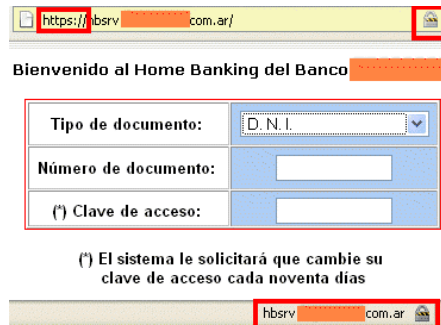 https://hbsrv com.ar/
Bienvenido al Home Banking del Banco
Tipo de documento: D. N. I.
Número de documento:
(*) Clave de acceso:
(*) El sistema le solicitará que cambie su
clave de acceso cada noventa días
hbsrv com.ar